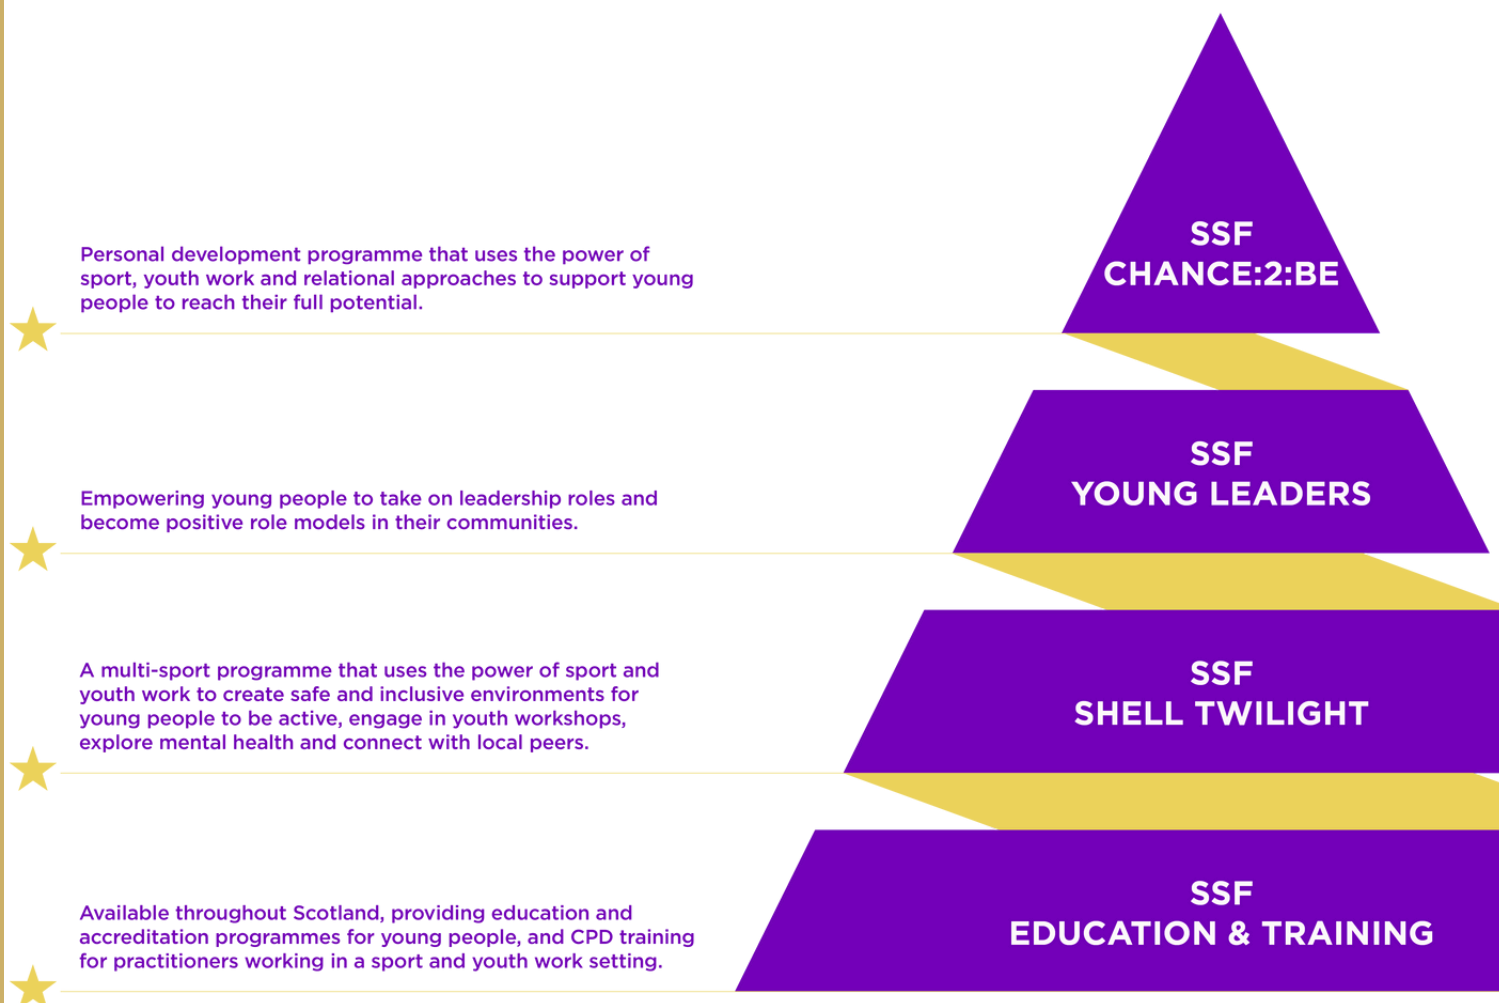 Personal development programme that uses the power of
sport, youth work and relational approaches to support young
people to reach their full potential.
SSF
CHANCE:2:BE
Empowering young people to take on leadership roles and
become positive role models in their communities.
SSF
YOUNG LEADERS
A multi-sport programme that uses the power of sport and
youth work to create safe and inclusive environments for
young people to be active, engage in youth workshops,
explore mental health and connect with local peers.
SSF
SHELL TWILIGHT
Available throughout Scotland, providing education and
accreditation programmes for young people, and CPD training
for practitioners working in a sport and youth work setting.
SSF
EDUCATION & TRAINING